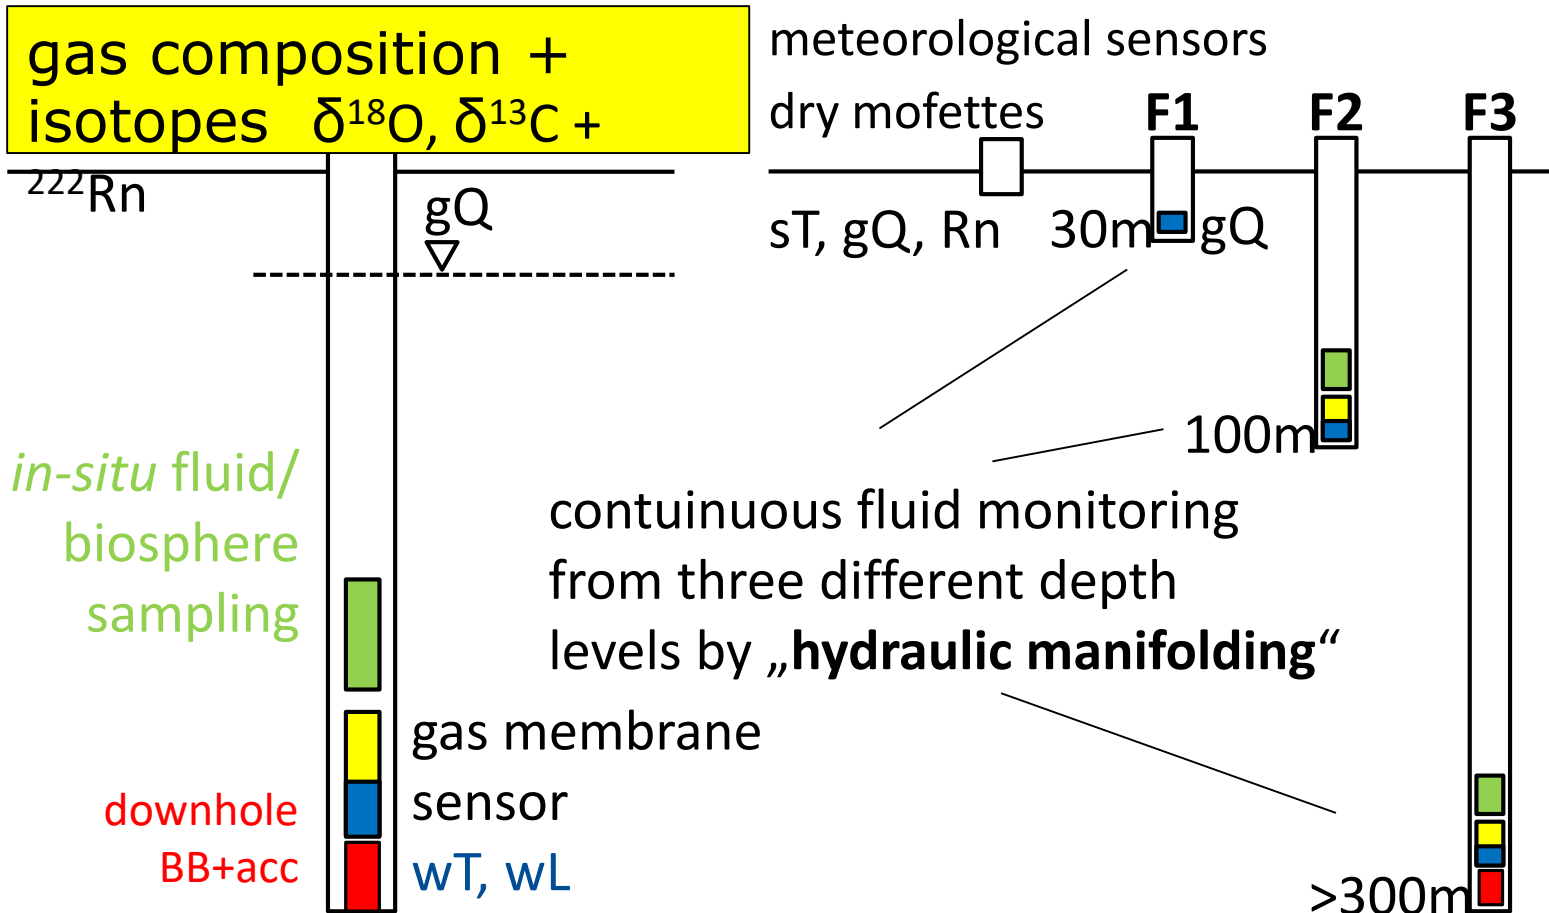 gas composition +
isotopes δ¹⁸O, δ¹³C +
²²²Rn
gQ
in-situ fluid/
biosphere
sampling
gas membrane
sensor
wT, wL
downhole
BB+acc
meteorological sensors
dry mofettes
F1
F2
F3
sT, gQ, Rn
30m
gQ
100m
contuinuous fluid monitoring
from three different depth
levels by „hydraulic manifolding“
>300m